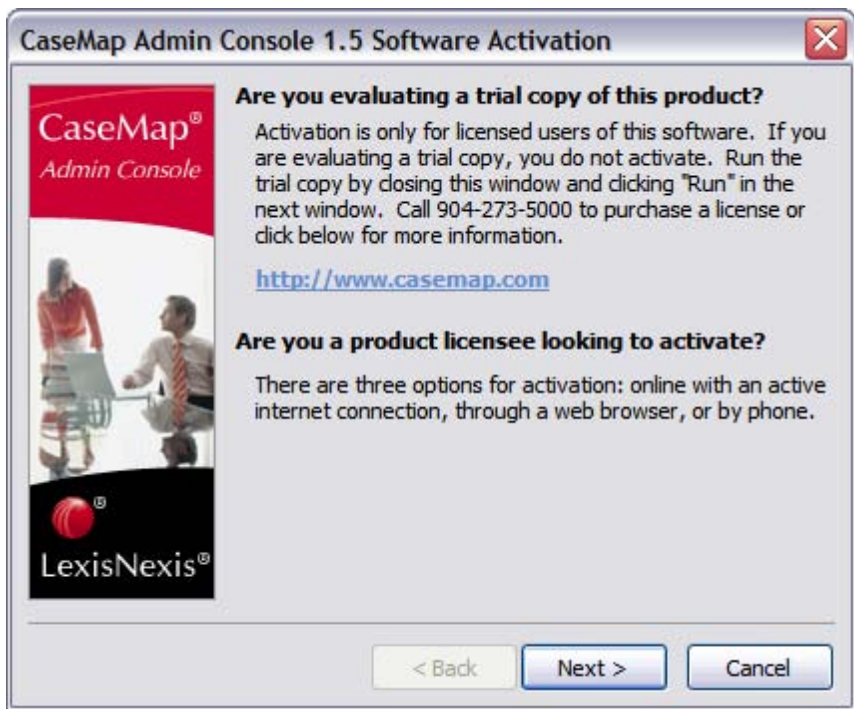 CaseMap Admin Console 1.5 Software Activation
CaseMap®
Admin Console
LexisNexis®
Are you evaluating a trial copy of this product?
Activation is only for licensed users of this software. If you
are evaluating a trial copy, you do not activate. Run the
trial copy by closing this window and clicking "Run" in the
next window. Call 904-273-5000 to purchase a license or
click below for more information.
http://www.casemap.com
Are you a product licensee looking to activate?
There are three options for activation: online with an active
internet connection, through a web browser, or by phone.
< Back
Next >
Cancel